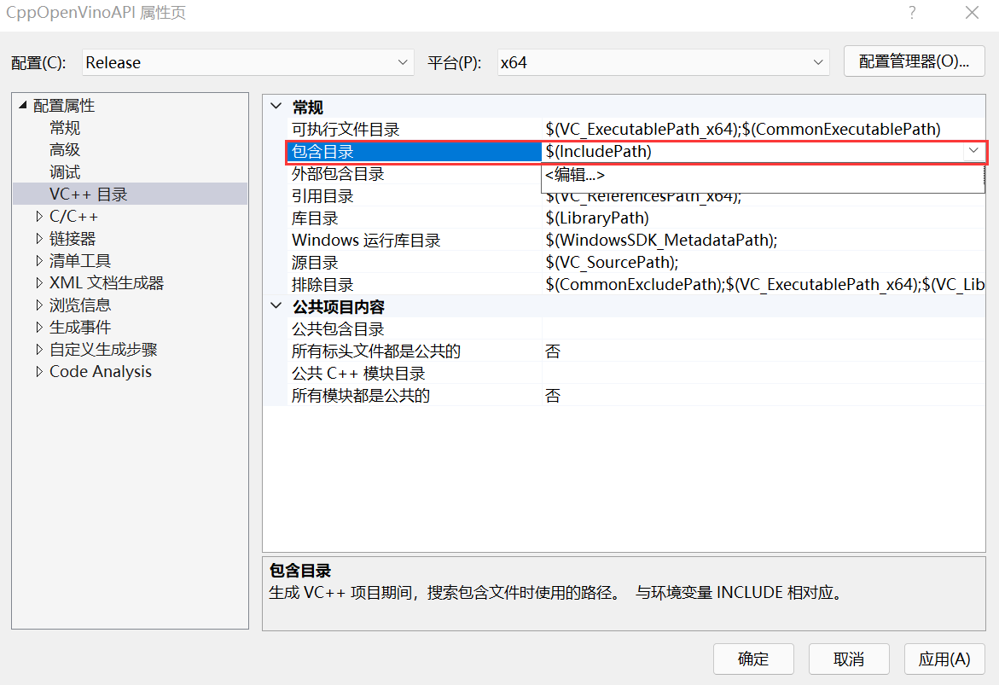 CppOpenVinoAPI 属性页
配置(C):
Release
平台(P):
x64
配置管理器(O)...
配置属性
常规
高级
调试
VC++ 目录
C/C++
链接器
清单工具
XML 文档生成器
浏览信息
生成事件
自定义生成步骤
Code Analysis
常规
可执行文件目录 $(VC_ExecutablePath_x64);$(CommonExecutablePath)
包含目录 $(IncludePath)
外部包含目录 <编辑...>
引用目录 $(VC_ReferencesPath_x64);
库目录 $(LibraryPath)
Windows 运行库目录 $(WindowsSDK_MetadataPath);
源目录 $(VC_SourcePath);
排除目录 $(CommonExcludePath);$(VC_ExecutablePath_x64);$(VC_Lib
公共项目内容
公共包含目录
所有标头文件都是公共的 否
公共 C++ 模块目录
所有模块都是公共的 否
包含目录
生成 VC++ 项目期间，搜索包含文件时使用的路径。 与环境变量 INCLUDE 相对应。
确定
取消
应用(A)